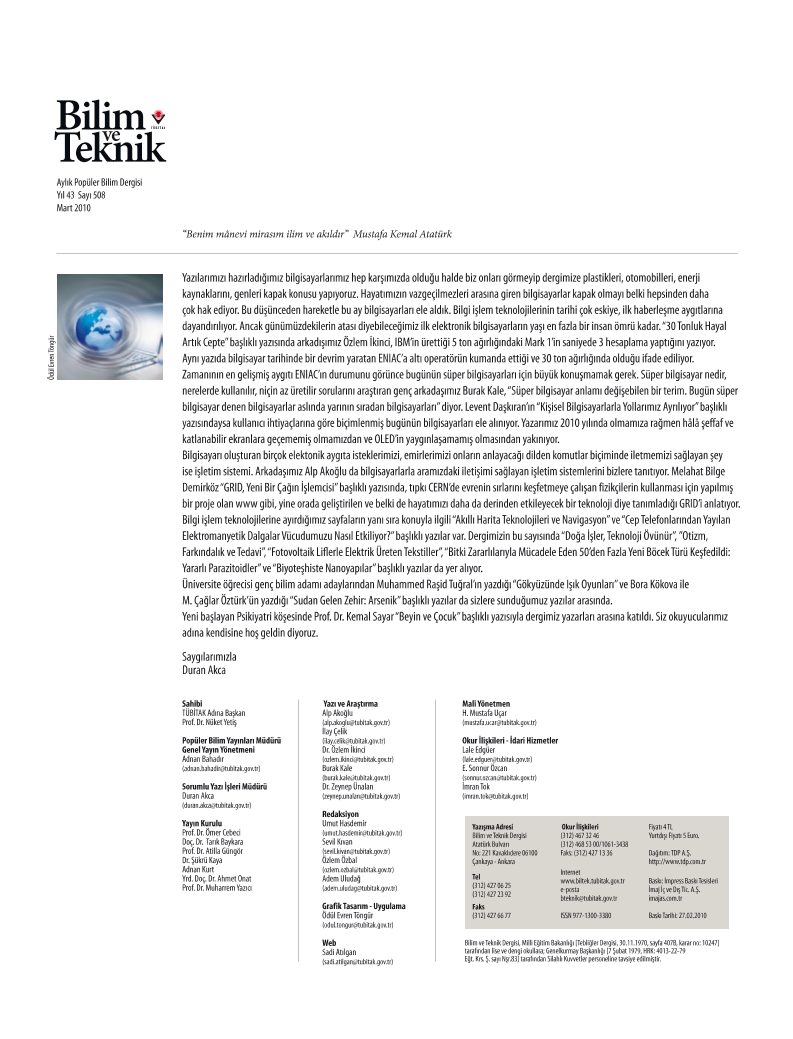 Bilim
ve
Teknik
TÜBİTAK
Aylık Popüler Bilim Dergisi
Yıl 43 Sayı 508
Mart 2010
“Benim mânevi mirasım ilim ve akıldır” Mustafa Kemal Atatürk
Ödül Evren Töngür
Yazılarımızı hazırladığımız bilgisayarlarımız hep karşımızda olduğu halde biz onları görmeyip dergimize plastikleri, otomobilleri, enerji
kaynaklarını, genleri kapak konusu yapıyoruz. Hayatımızın vazgeçilmezleri arasına giren bilgisayarlar kapak olmayı belki hepsinden daha
çok hak ediyor. Bu düşünceden hareketle bu ay bilgisayarları ele aldık. Bilgi işlem teknolojilerinin tarihi çok eskiye, ilk haberleşme aygıtlarına
dayandırılıyor. Ancak günümüzdekilerin atası diyebileceğimiz ilk elektronik bilgisayarların yaşı en fazla bir insan ömrü kadar. “30 Tonluk Hayal
Artık Cepte” başlıklı yazısında arkadaşımız Özlem İkinci, IBM’in ürettiği 5 ton ağırlığındaki Mark 1’in saniyede 3 hesaplama yaptığını yazıyor.
Aynı yazıda bilgisayar tarihinde bir devrim yaratan ENIAC’a altı operatörün kumanda ettiği ve 30 ton ağırlığında olduğu ifade ediliyor.
Zamanının en gelişmiş aygıtı ENIAC’ın durumunu görünce bugünün süper bilgisayarları için büyük konuşmamak gerek. Süper bilgisayar nedir,
nerelerde kullanılır, niçin az üretilir sorularını araştıran genç arkadaşımız Burak Kale, “Süper bilgisayar anlamı değişebilen bir terim. Bugün süper
bilgisayar denen bilgisayarlar aslında yarının sıradan bilgisayarları” diyor. Levent Daşkıran’ın “Kişisel Bilgisayarlarla Yollarımız Ayrılıyor” başlıklı
yazısındaysa kullanıcı ihtiyaçlarına göre biçimlenmiş bugünün bilgisayarları ele alınıyor. Yazarımız 2010 yılında olmamıza rağmen hâlâ şeffaf ve
katlanabilir ekranlara geçememiş olmamızdan ve OLED’in yaygınlaşamamış olmasından yakınıyor.
Bilgisayarı oluşturan birçok elektonik aygıta isteklerimizi, emirlerimizi onların anlayacağı dilden komutlar biçiminde iletmemizi sağlayan şey
ise işletim sistemi. Arkadaşımız Alp Akoğlu da bilgisayarlarla aramızdaki iletişimi sağlayan işletim sistemlerini bizlere tanıtıyor. Melahat Bilge
Demirköz “GRID, Yeni Bir Çağın İşlemcisi” başlıklı yazısında, tıpkı CERN’de evrenin sırlarını keşfetmeye çalışan fizikçilerin kullanması için yapılmış
bir proje olan www gibi, yine orada geliştirilen ve belki de hayatımızı daha da derinden etkileyecek bir teknoloji diye tanımladığı GRID’i anlatıyor.
Bilgi işlem teknolojilerine ayırdığımız sayfaların yanı sıra konuyla ilgili “Akıllı Harita Teknolojileri ve Navigasyon” ve “Cep Telefonlarından Yayılan
Elektromanyetik Dalgalar Vücudumuzu Nasıl Etkiliyor?” başlıklı yazılar var. Dergimizin bu sayısında “Doğa İşler, Teknoloji Övünür”, ”Otizm,
Farkındalık ve Tedavi”, “Fotovoltaik Liflerle Elektrik Üreten Tekstiller”, “Bitki Zararlılarıyla Mücadele Eden 50’den Fazla Yeni Böcek Türü Keşfedildi:
Yararlı Parazitoidler” ve “Biyoteşhiste Nanoyapılar” başlıklı yazılar da yer alıyor.
Üniversite öğrecisi genç bilim adamı adaylarından Muhammed Raşid Tuğral’ın yazdığı “Gökyüzünde Işık Oyunları” ve Bora Kökova ile
M. Çağlar Öztürk’ün yazdığı “Sudan Gelen Zehir: Arsenik” başlıklı yazılar da sizlere sunduğumuz yazılar arasında.
Yeni başlayan Psikiyatri köşesinde Prof. Dr. Kemal Sayar “Beyin ve Çocuk” başlıklı yazısıyla dergimiz yazarları arasına katıldı. Siz okuyucularımız
adına kendisine hoş geldin diyoruz.
Saygılarımızla
Duran Akca
Sahibi
TÜBİTAK Adına Başkan
Prof. Dr. Nüket Yetiş
Popüler Bilim Yayınları Müdürü
Genel Yayın Yönetmeni
Adnan Bahadır
(adnan.bahadir@tubitak.gov.tr)
Sorumlu Yazı İşleri Müdürü
Duran Akca
(duran.akca@tubitak.gov.tr)
Yayın Kurulu
Prof. Dr. Ömer Cebeci
Doç. Dr. Tarık Baykara
Prof. Dr. Atilla Güngör
Dr. Şükrü Kaya
Adnan Kurt
Yrd. Doç. Dr. Ahmet Onat
Prof. Dr. Muharrem Yazıcı
Yazı ve Araştırma
Alp Akoğlu
(alp.akoglu@tubitak.gov.tr)
İlay Çelik
(ilay.celik@tubitak.gov.tr)
Dr. Özlem İkinci
(ozlem.ikinci@tubitak.gov.tr)
Burak Kale
(burak.kale@tubitak.gov.tr)
Dr. Zeynep Ünalan
(zeynep.unalan@tubitak.gov.tr)
Redaksiyon
Umut Hasdemir
(umut.hasdemir@tubitak.gov.tr)
Sevil Kıvan
(sevil.kivan@tubitak.gov.tr)
Özlem Özbal
(ozlem.ozbal@tubitak.gov.tr)
Adem Uludağ
(adem.uludag@tubitak.gov.tr)
Grafik Tasarım - Uygulama
Ödül Evren Töngür
(odul.tongur@tubitak.gov.tr)
Web
Sadi Atılgan
(sadi.atilgan@tubitak.gov.tr)
Mali Yönetmen
H. Mustafa Uçar
(mustafa.ucar@tubitak.gov.tr)
Okur İlişkileri - İdari Hizmetler
Lale Edgüer
(lale.edguer@tubitak.gov.tr)
E. Sonnur Özcan
(sonnur.ozcan@tubitak.gov.tr)
İmran Tok
(imran.tok@tubitak.gov.tr)
Yazışma Adresi
Bilim ve Teknik Dergisi
Atatürk Bulvarı
No: 221 Kavaklıdere 06100
Çankaya - Ankara
Tel
(312) 427 06 25
(312) 427 23 92
Faks
(312) 427 66 77
Okur İlişkileri
(312) 467 32 46
(312) 468 53 00/1061-3438
Faks: (312) 427 13 36
İnternet
www.biltek.tubitak.gov.tr
e-posta
bteknik@tubitak.gov.tr
ISSN 977-1300-3380
Fiyatı 4 TL
Yurtdışı Fiyatı 5 Euro.
Dağıtım: TDP A.Ş.
http://www.tdp.com.tr
Baskı: İmpress Baskı Tesisleri
İmaj İç ve Dış Tic. A.Ş.
imajas.com.tr
Baskı Tarihi: 27.02.2010
Bilim ve Teknik Dergisi, Milli Eğitim Bakanlığı [Tebliğler Dergisi, 30.11.1970, sayfa 407B, karar no: 10247]
tarafından lise ve dengi okullara; Genelkurmay Başkanlığı [7 Şubat 1979, HRK: 4013-22-79
Eğt. Krs. Ş. sayı Nşr.83] tarafından Silahlı Kuvvetler personeline tavsiye edilmiştir.